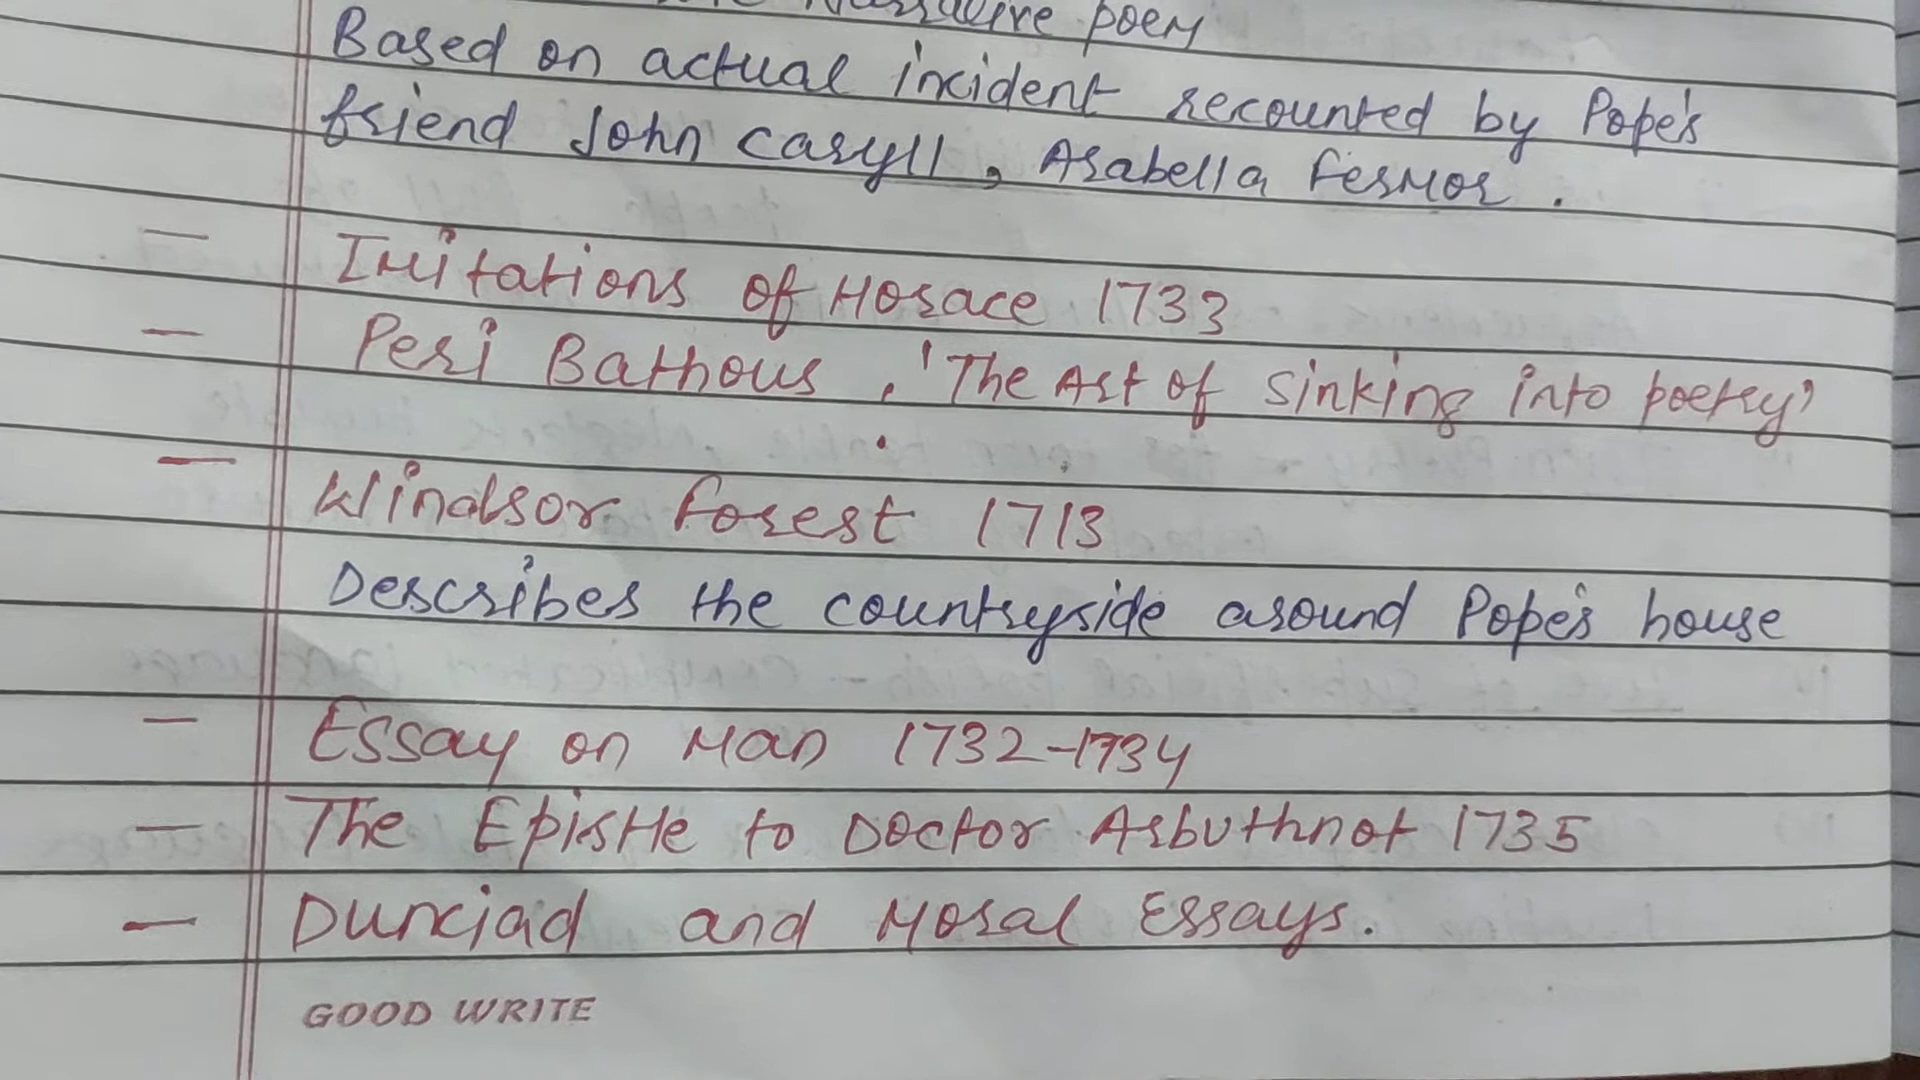 Narrative poem
Based on actual incident recounted by Pope's
friend John Caryll, Arabella Fermor.
— Imitations of Horace 1733
— Peri Bathous, 'The Art of Sinking into poetry'
— Windsor Forest 1713
Describes the countryside around Pope's house
— Essay on Man 1732-1734
— The Epistle to Doctor Arbuthnot 1735
— Dunciad and Moral Essays.
GOOD WRITE